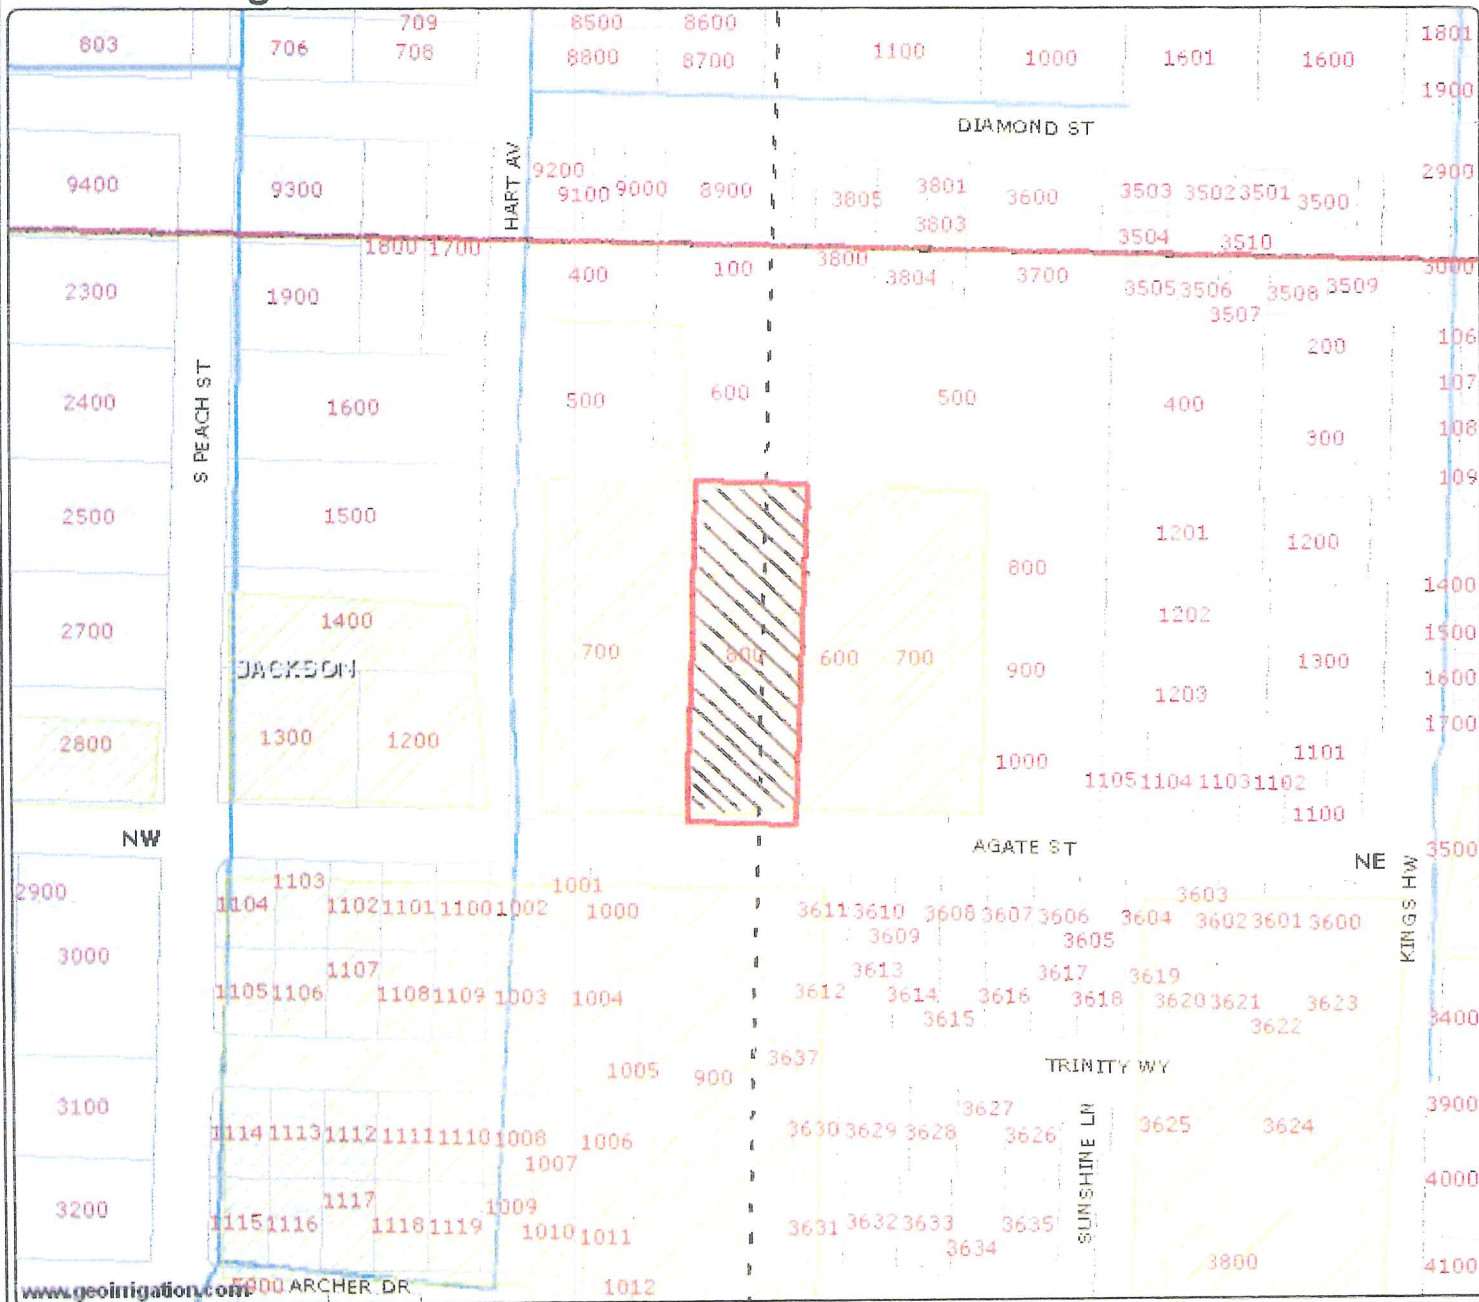 709
8500 8600
803 706 708 8800 8700 1100 1000 1601 1600 1801
1900
DIAMOND ST
HART AV
9400 9300 9200 9100 9000 8900 3805 3801 3600 3503 3502 3501 3500 2900
3803 3504 3510
1800 1700
2300 1900 400 100 3800 3804 3700 3505 3506 3508 3509
3507
S PEACH ST
200 106
107
2400 1600 500 600 500 400
300 108
109
2500 1500 1201 1200
800 1400
2700 1400 1202 1500
JACKSON 700 800 600 700 900 1300 1600
1203 1700
2800 1300 1200 1000 1101
1105 1104 1103 1102
1100
NW AGATE ST NE 3500
KINGS HW
2900 1103 1001 3603
1104 1102 1101 1100 1002 1000 3611 3610 3608 3607 3606 3604 3602 3601 3600
3609 3605
3000 1107 3613 3617 3619
1105 1106 1108 1109 1003 1004 3612 3614 3616 3618 3620 3621 3623
3615 3622 3400
1005 900 3637 TRINITY WY
3100 3627 3900
1114 1113 1112 1111 1110 1008 1006 3630 3629 3628 3626 3625 3624
1007
SUNSHINE LN
3200 1117 1009 4000
1115 1116 1118 1119 1010 1011 3631 3632 3633 3635
3634
3800 4100
www.geoirrigation.com ARCHER DR 1012